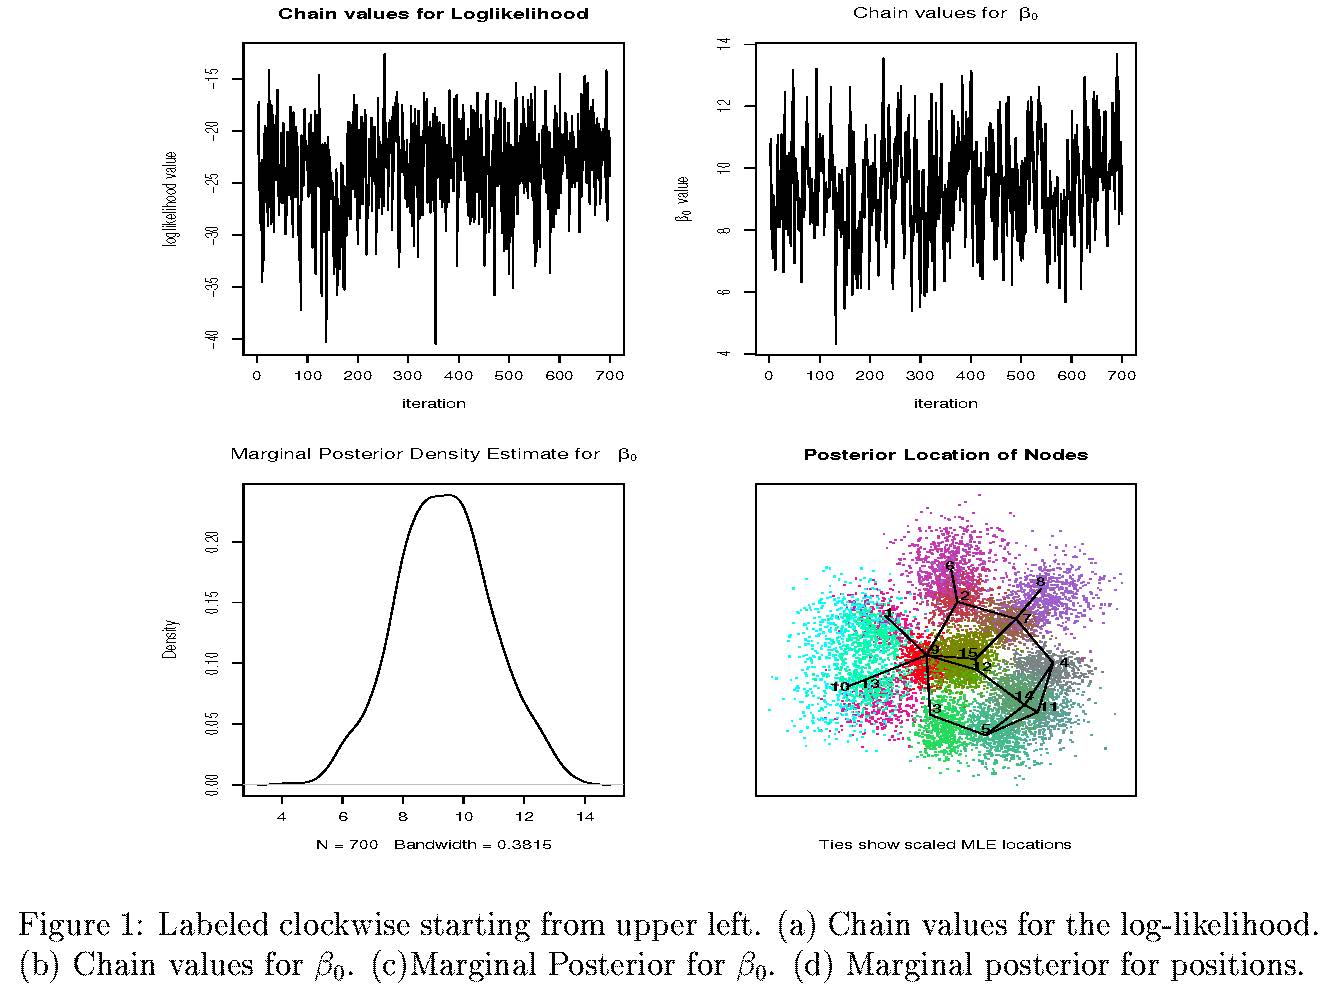 Chain values for Loglikelihood
loglikelihood value
-15
-20
-25
-30
-35
-40
0 100 200 300 400 500 600 700
iteration
Chain values for β₀
β₀ value
14
12
10
8
6
4
0 100 200 300 400 500 600 700
iteration
Marginal Posterior Density Estimate for β₀
Density
0.20
0.15
0.10
0.05
0.00
4 6 8 10 12 14
N = 700 Bandwidth = 0.3815
Posterior Location of Nodes
6
8
2
1
7
9
15
12
4
10
13
14
3
11
5
Ties show scaled MLE locations
Figure 1: Labeled clockwise starting from upper left. (a) Chain values for the log-likelihood.
(b) Chain values for β₀. (c)Marginal Posterior for β₀. (d) Marginal posterior for positions.